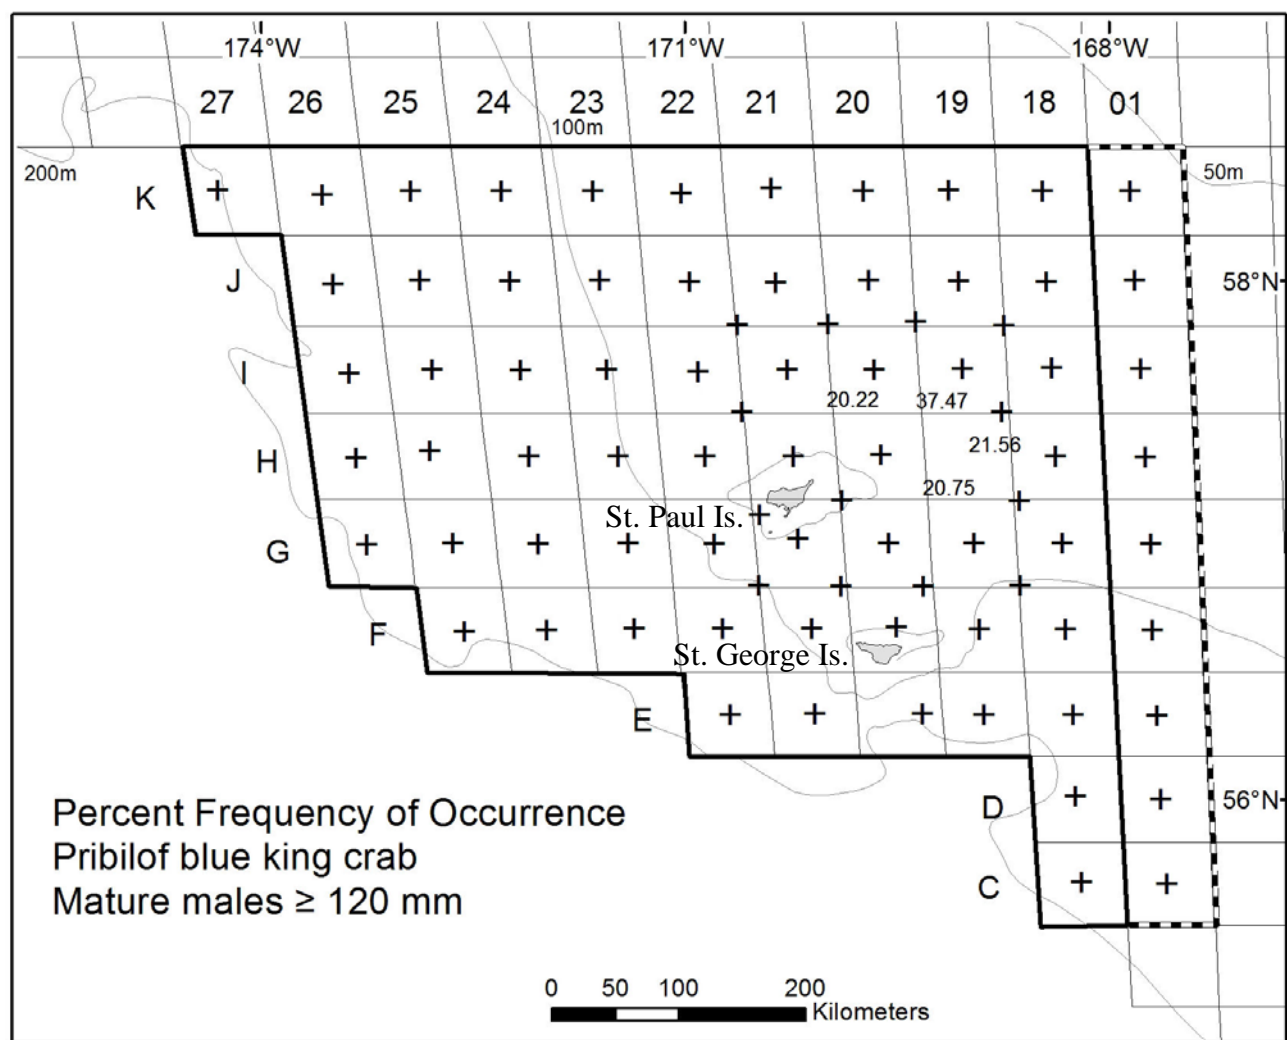 174°W 171°W 168°W
27 26 25 24 23 22 21 20 19 18 01
100m
200m 50m
K
J 58°N
I
20.22 37.47
H 21.56
20.75
St. Paul Is.
G
F
St. George Is.
E
D 56°N
C
Percent Frequency of Occurrence
Pribilof blue king crab
Mature males ≥ 120 mm
0 50 100 200
Kilometers